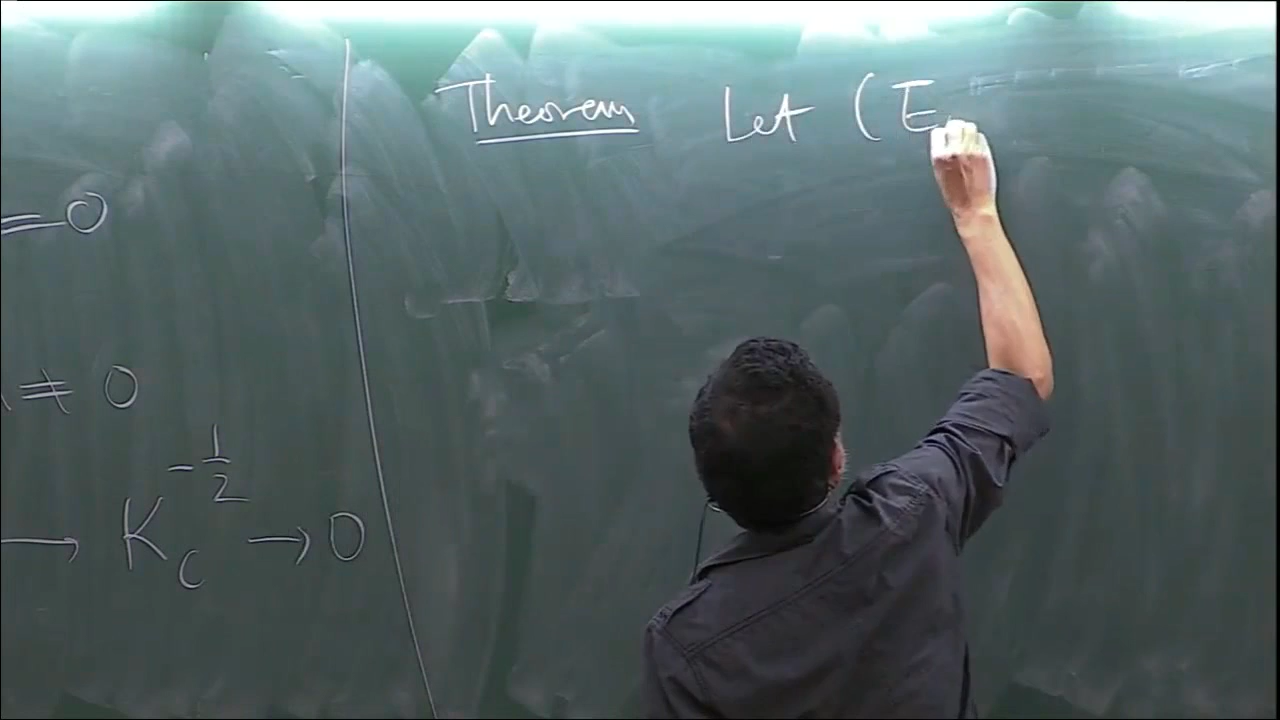 Theorem Let (E,
=0
≠ 0
→ K_C^{-1/2} → 0